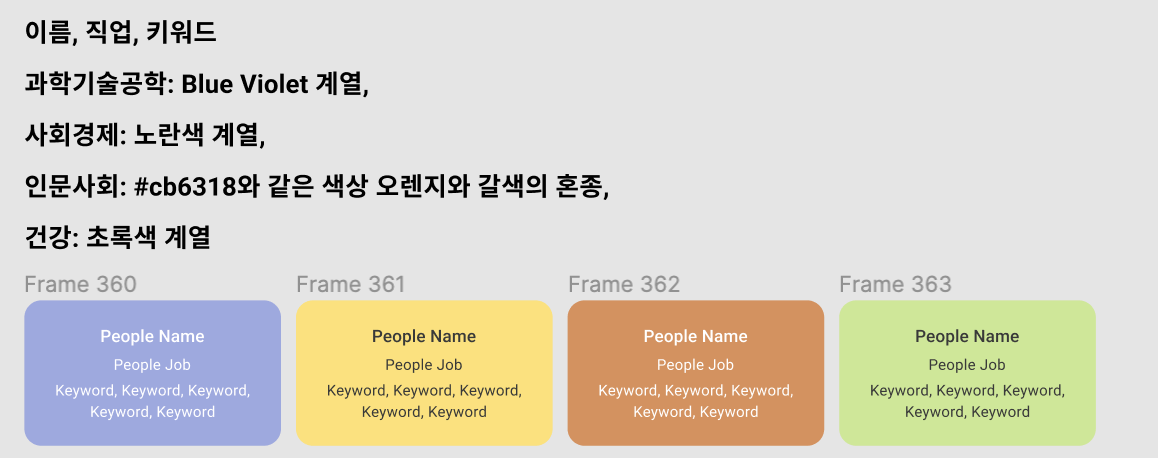 이름, 직업, 키워드
과학기술공학: Blue Violet 계열,
사회경제: 노란색 계열,
인문사회: #cb6318와 같은 색상 오렌지와 갈색의 혼종,
건강: 초록색 계열
Frame 360
People Name
People Job
Keyword, Keyword, Keyword,
Keyword, Keyword
Frame 361
People Name
People Job
Keyword, Keyword, Keyword,
Keyword, Keyword
Frame 362
People Name
People Job
Keyword, Keyword, Keyword,
Keyword, Keyword
Frame 363
People Name
People Job
Keyword, Keyword, Keyword,
Keyword, Keyword